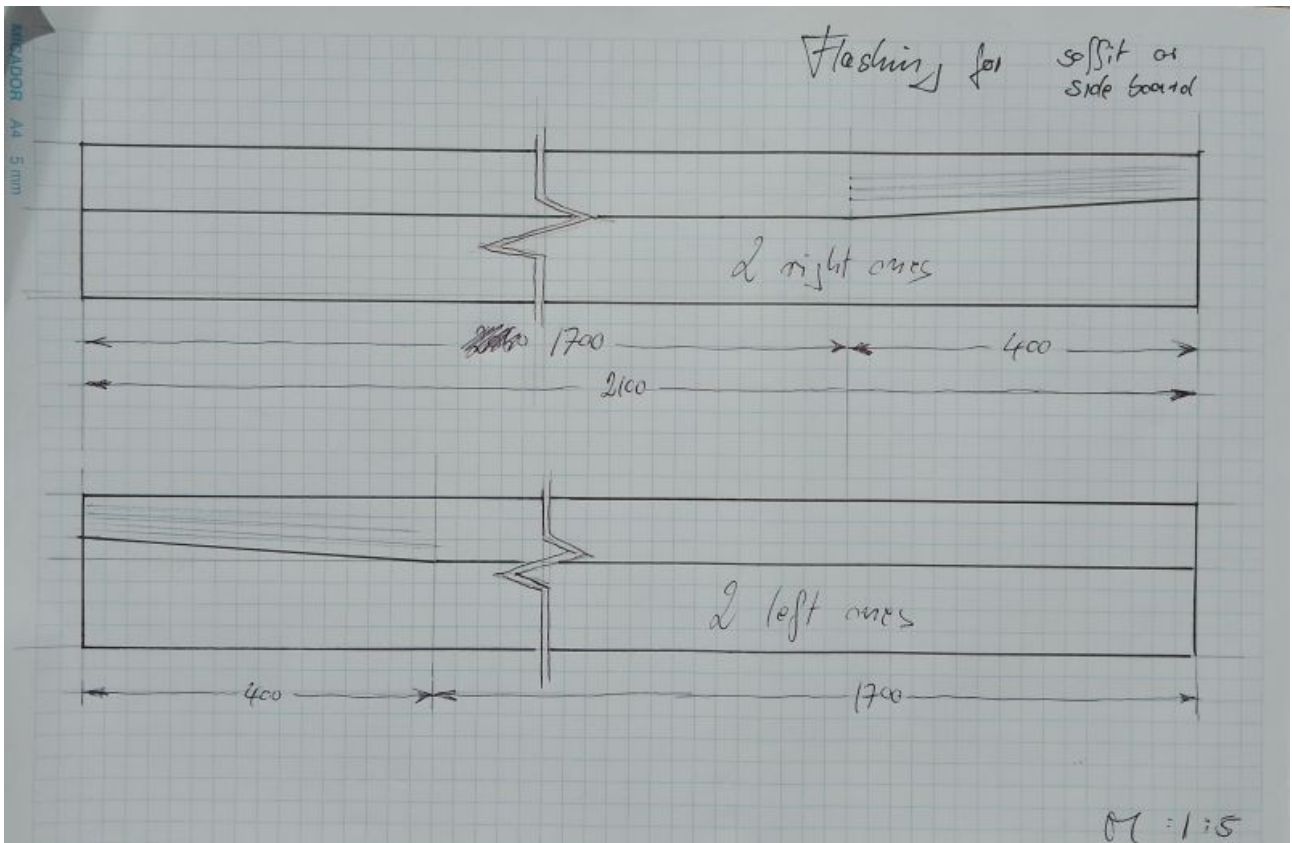 MICADOR A4 5 mm
Flashing for soffit or
side board
2 right ones
1700
400
2100
2 left ones
400
1700
M :1:5